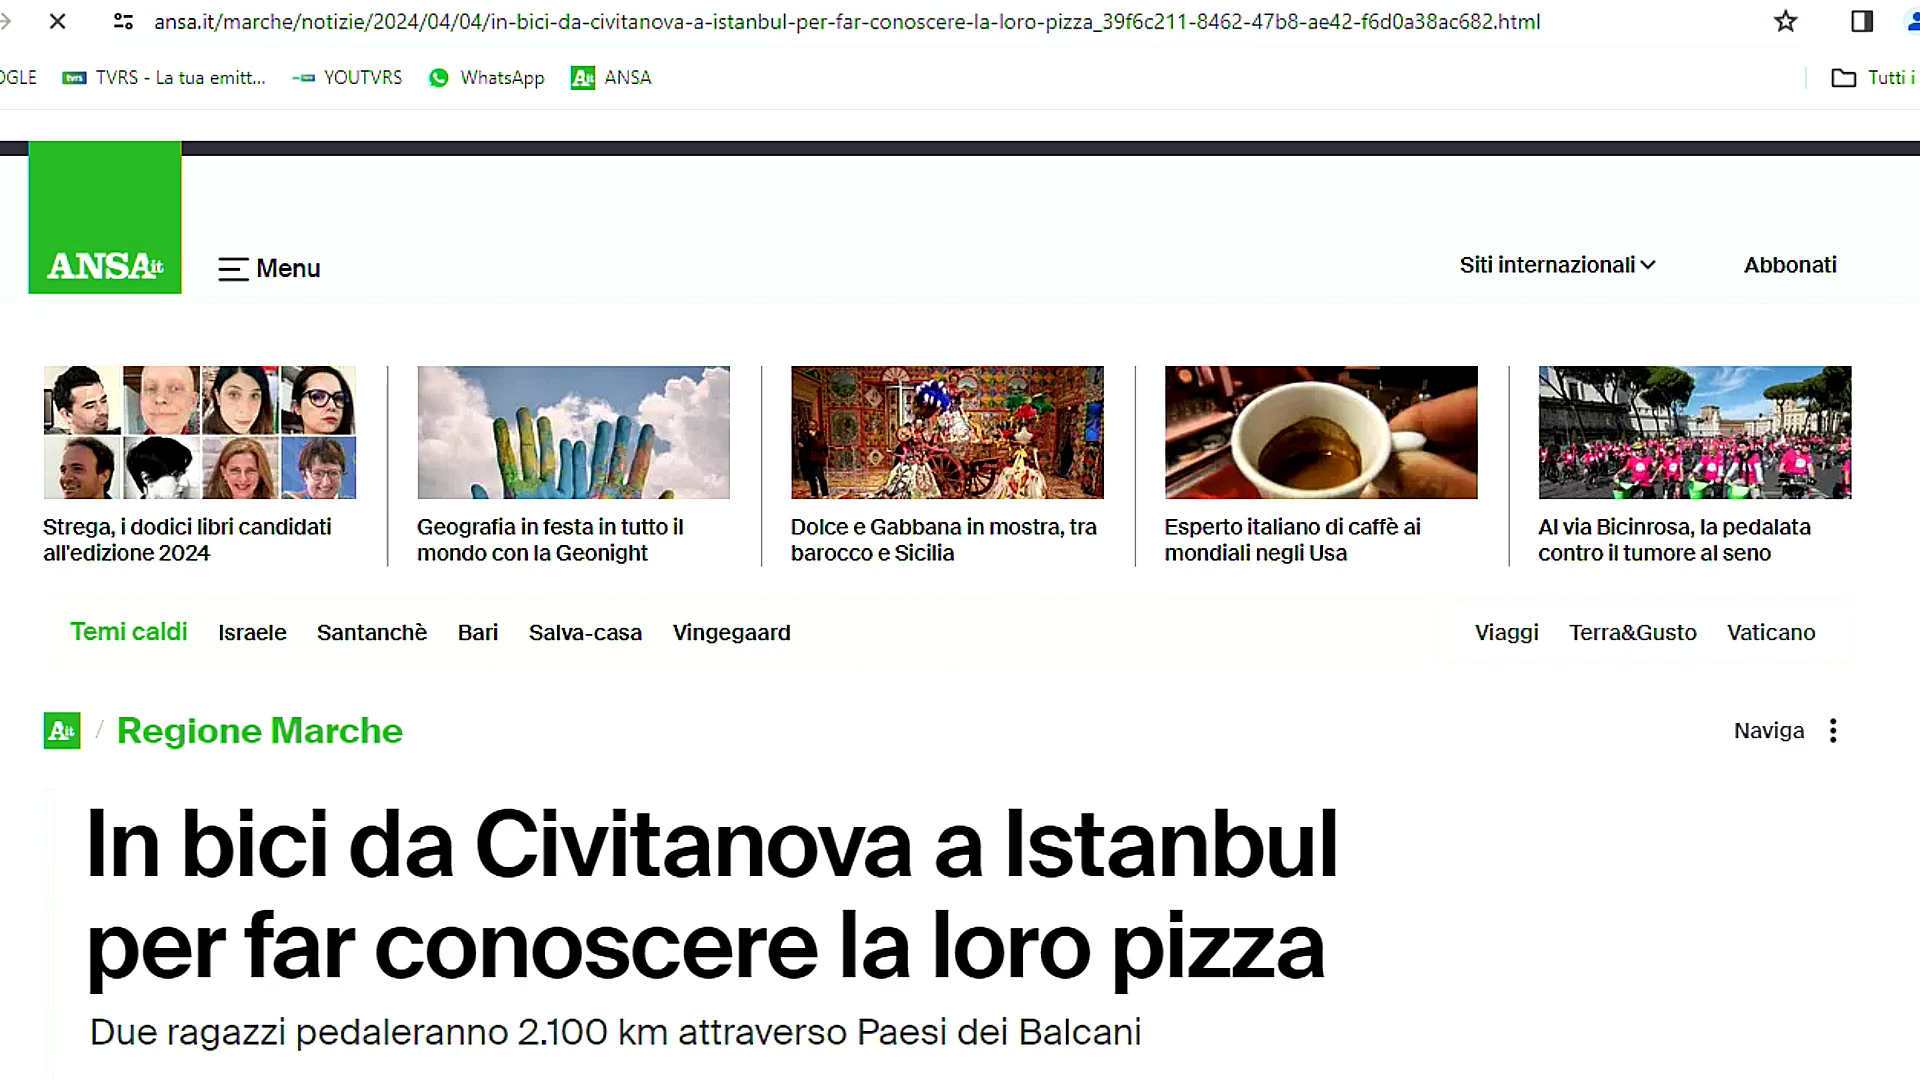 ansa.it/marche/notizie/2024/04/04/in-bici-da-civitanova-a-istanbul-per-far-conoscere-la-loro-pizza_39f6c211-8462-47b8-ae42-f6d0a38ac682.html
OGLE TVRS - La tua emitt... YOUTVRS WhatsApp ANSA Tutti i
ANSAit
Menu
Siti internazionali
Abbonati
Strega, i dodici libri candidati
all'edizione 2024
Geografia in festa in tutto il
mondo con la Geonight
Dolce e Gabbana in mostra, tra
barocco e Sicilia
Esperto italiano di caffè ai
mondiali negli Usa
Al via Bicinrosa, la pedalata
contro il tumore al seno
Temi caldi Israele Santanchè Bari Salva-casa Vingegaard Viaggi Terra&Gusto Vaticano
Ait / Regione Marche Naviga
In bici da Civitanova a Istanbul
per far conoscere la loro pizza
Due ragazzi pedaleranno 2.100 km attraverso Paesi dei Balcani